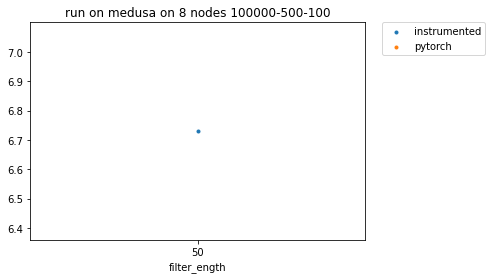 run on medusa on 8 nodes 100000-500-100
instrumented
pytorch
7.0
6.9
6.8
6.7
6.6
6.5
6.4
50
filter_ength